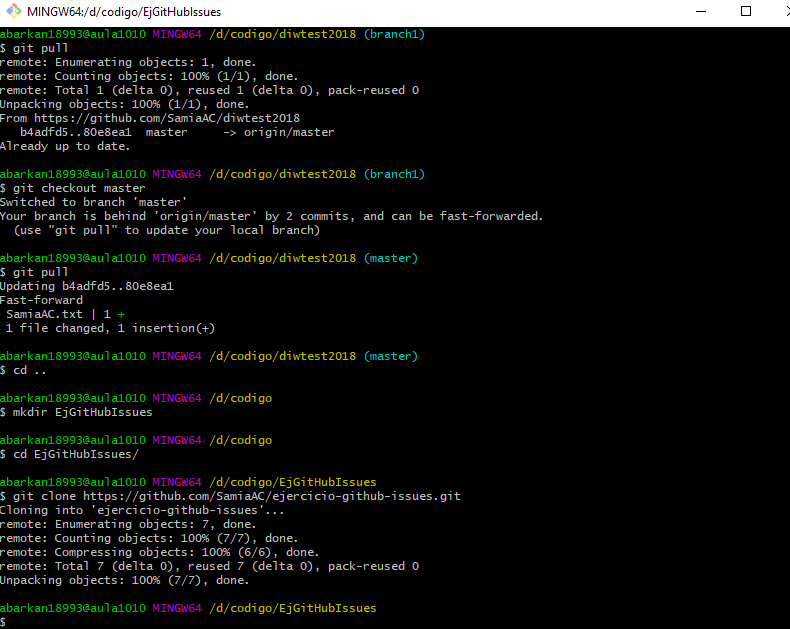 MINGW64:/d/codigo/EjGitHubIssues
abarkan18993@aula1010 MINGW64 /d/codigo/diwtest2018 (branch1)
$ git pull
remote: Enumerating objects: 1, done.
remote: Counting objects: 100% (1/1), done.
remote: Total 1 (delta 0), reused 1 (delta 0), pack-reused 0
Unpacking objects: 100% (1/1), done.
From https://github.com/SamiaAC/diwtest2018
   b4adfd5..80e8ea1  master     -> origin/master
Already up to date.
abarkan18993@aula1010 MINGW64 /d/codigo/diwtest2018 (branch1)
$ git checkout master
Switched to branch 'master'
Your branch is behind 'origin/master' by 2 commits, and can be fast-forwarded.
  (use "git pull" to update your local branch)
abarkan18993@aula1010 MINGW64 /d/codigo/diwtest2018 (master)
$ git pull
Updating b4adfd5..80e8ea1
Fast-forward
 SamiaAC.txt | 1 +
 1 file changed, 1 insertion(+)
abarkan18993@aula1010 MINGW64 /d/codigo/diwtest2018 (master)
$ cd ..
abarkan18993@aula1010 MINGW64 /d/codigo
$ mkdir EjGitHubIssues
abarkan18993@aula1010 MINGW64 /d/codigo
$ cd EjGitHubIssues/
abarkan18993@aula1010 MINGW64 /d/codigo/EjGitHubIssues
$ git clone https://github.com/SamiaAC/ejercicio-github-issues.git
Cloning into 'ejercicio-github-issues'...
remote: Enumerating objects: 7, done.
remote: Counting objects: 100% (7/7), done.
remote: Compressing objects: 100% (6/6), done.
remote: Total 7 (delta 0), reused 7 (delta 0), pack-reused 0
Unpacking objects: 100% (7/7), done.
abarkan18993@aula1010 MINGW64 /d/codigo/EjGitHubIssues
$